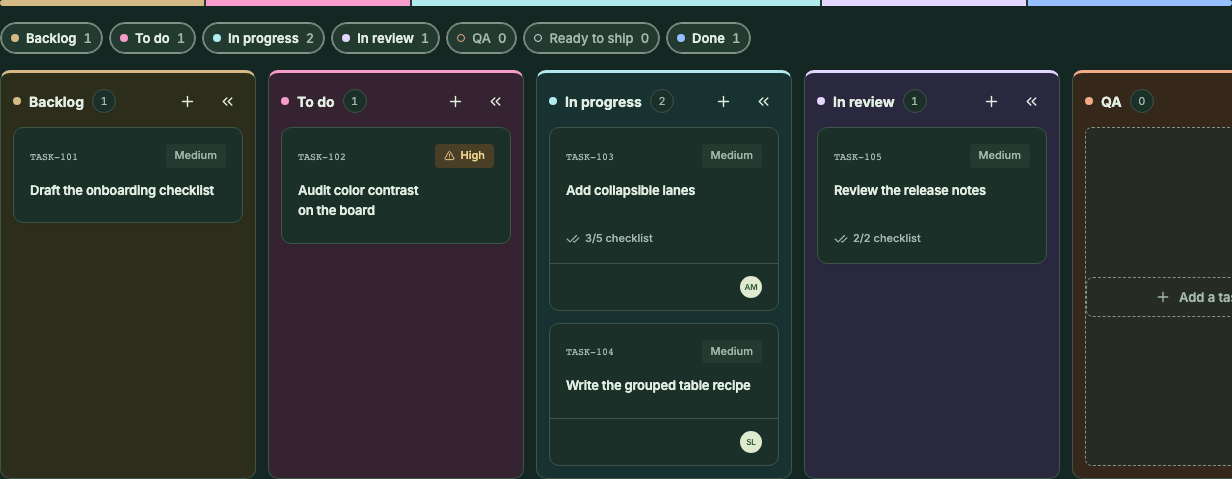 Backlog 1
To do 1
In progress 2
In review 1
QA 0
Ready to ship 0
Done 1
Backlog 1
TASK-101
Medium
Draft the onboarding checklist
To do 1
TASK-102
High
Audit color contrast
on the board
In progress 2
TASK-103
Medium
Add collapsible lanes
3/5 checklist
AM
TASK-104
Medium
Write the grouped table recipe
SL
In review 1
TASK-105
Medium
Review the release notes
2/2 checklist
QA 0
Add a ta